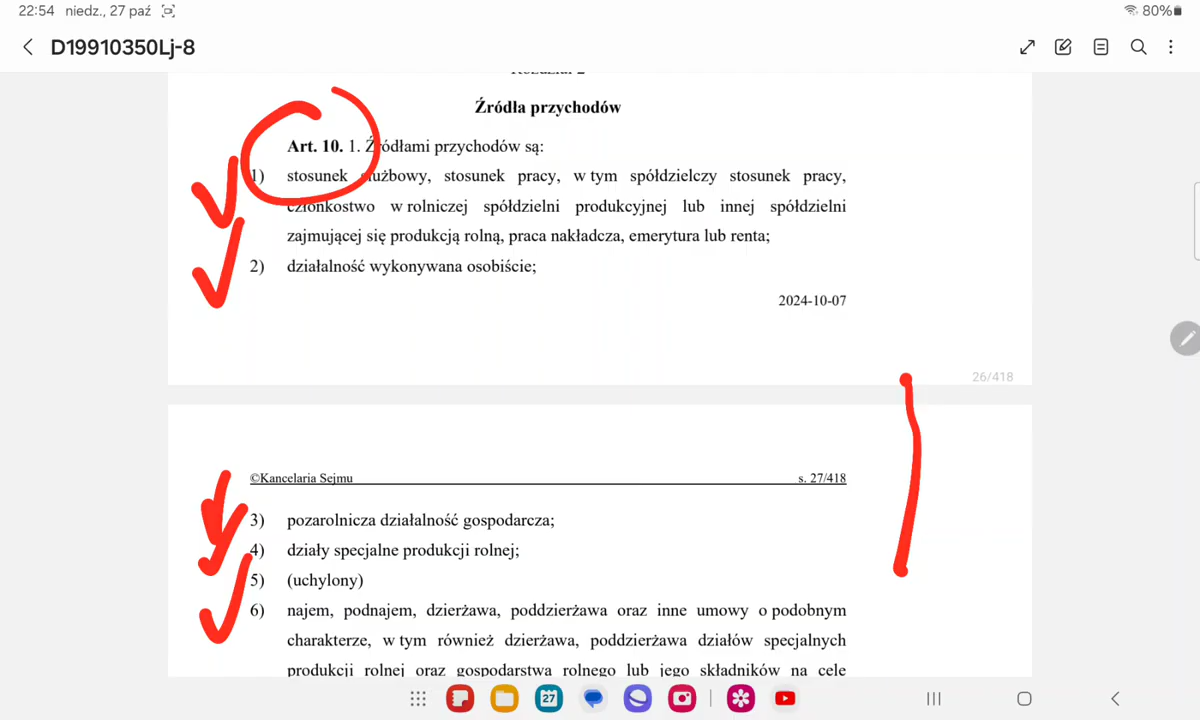 22:54 niedz., 27 paź 80%
D19910350Lj-8
Źródła przychodów
Art. 10. 1. Źródłami przychodów są:
1) stosunek służbowy, stosunek pracy, w tym spółdzielczy stosunek pracy,
członkostwo w rolniczej spółdzielni produkcyjnej lub innej spółdzielni
zajmującej się produkcją rolną, praca nakładcza, emerytura lub renta;
2) działalność wykonywana osobiście;
2024-10-07
26/418
©Kancelaria Sejmu s. 27/418
3) pozarolnicza działalność gospodarcza;
4) działy specjalne produkcji rolnej;
5) (uchylony)
6) najem, podnajem, dzierżawa, poddzierżawa oraz inne umowy o podobnym
charakterze, w tym również dzierżawa, poddzierżawa działów specjalnych
produkcji rolnej oraz gospodarstwa rolnego lub jego składników na cele
27